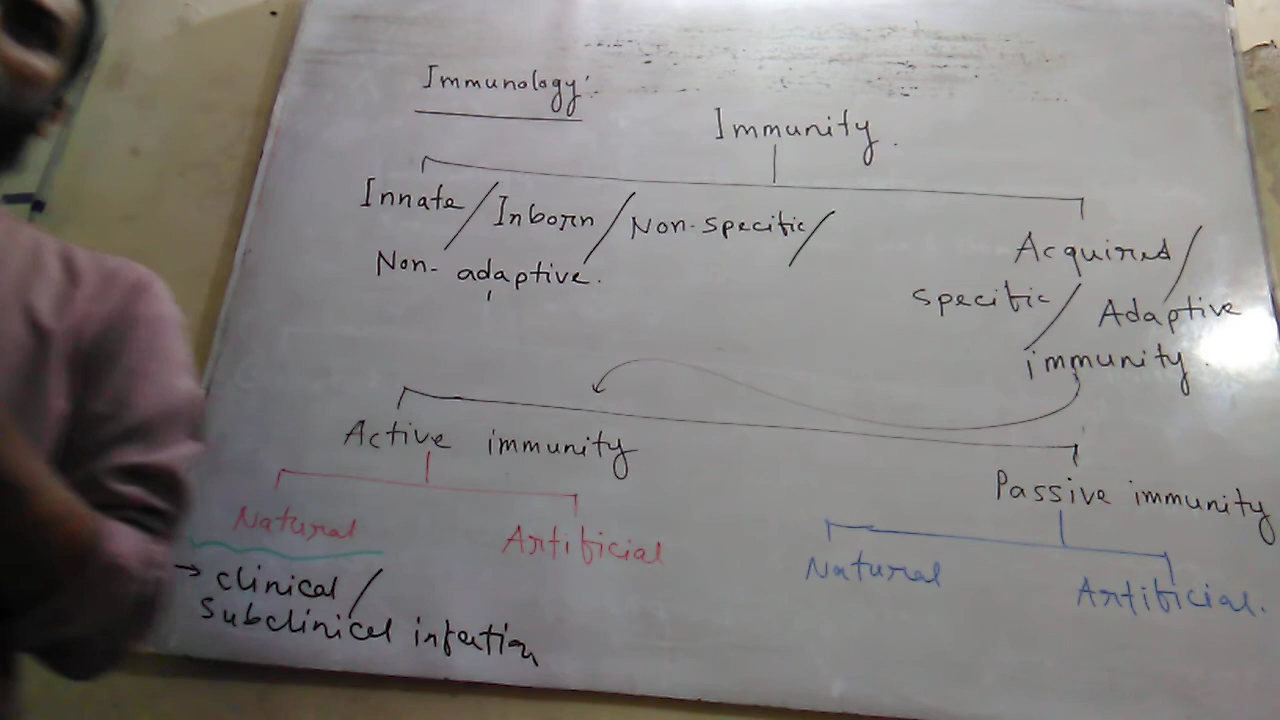 Immunology:
Immunity.
Innate/Inborn/Non-specific/
Non-adaptive.
Acquired/
specific/Adaptive
immunity.
Active immunity
Passive immunity
Natural
Artificial
Natural
Artificial.
→ clinical/
Subclinical infection